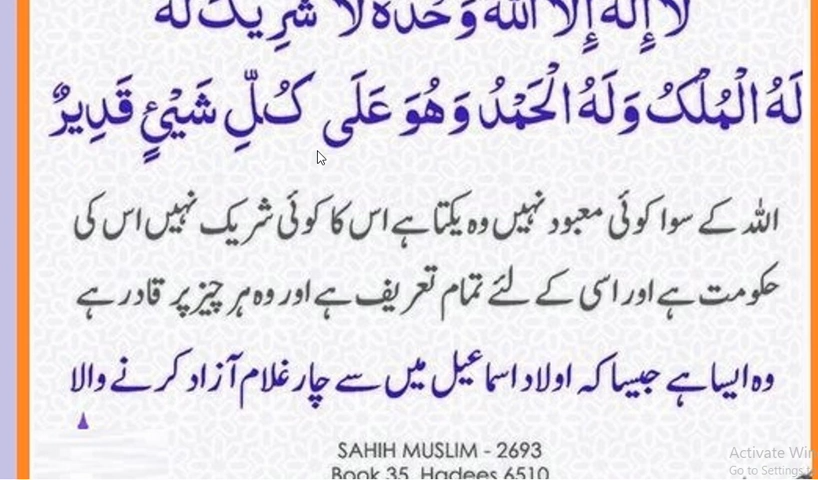 لَا إِلٰهَ إِلَّا اللهُ وَحْدَهُ لَا شَرِيكَ لَهُ
لَهُ الْمُلْكُ وَلَهُ الْحَمْدُ وَهُوَ عَلَى كُلِّ شَيْئٍ قَدِيرٌ
اللہ کے سوا کوئی معبود نہیں وہ یکتا ہے اس کا کوئی شریک نہیں اس کی
حکومت ہے اور اسی کے لئے تمام تعریف ہے اور وہ ہر چیز پر قادر ہے
وہ ایسا ہے جیسا کہ اولاد اسماعیل میں سے چار غلام آزاد کرنے والا
SAHIH MUSLIM - 2693
Book 35, Hadees 6510
Activate Wi
Go to Settings t